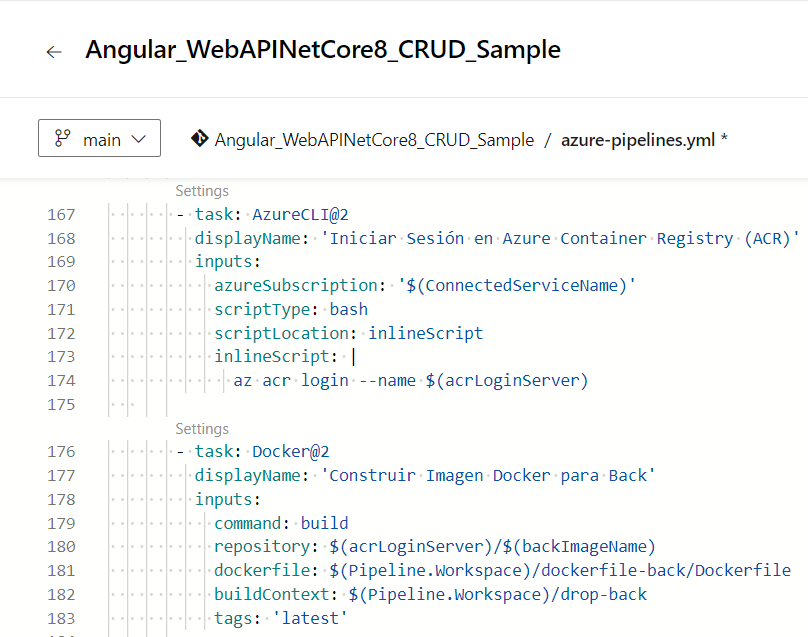 Angular_WebAPINetCore8_CRUD_Sample
main Angular_WebAPINetCore8_CRUD_Sample / azure-pipelines.yml *
Settings
167 - task: AzureCLI@2
168 displayName: 'Iniciar Sesión en Azure Container Registry (ACR)'
169 inputs:
170 azureSubscription: '$(ConnectedServiceName)'
171 scriptType: bash
172 scriptLocation: inlineScript
173 inlineScript: |
174 az acr login --name $(acrLoginServer)
175
Settings
176 - task: Docker@2
177 displayName: 'Construir Imagen Docker para Back'
178 inputs:
179 command: build
180 repository: $(acrLoginServer)/$(backImageName)
181 dockerfile: $(Pipeline.Workspace)/dockerfile-back/Dockerfile
182 buildContext: $(Pipeline.Workspace)/drop-back
183 tags: 'latest'